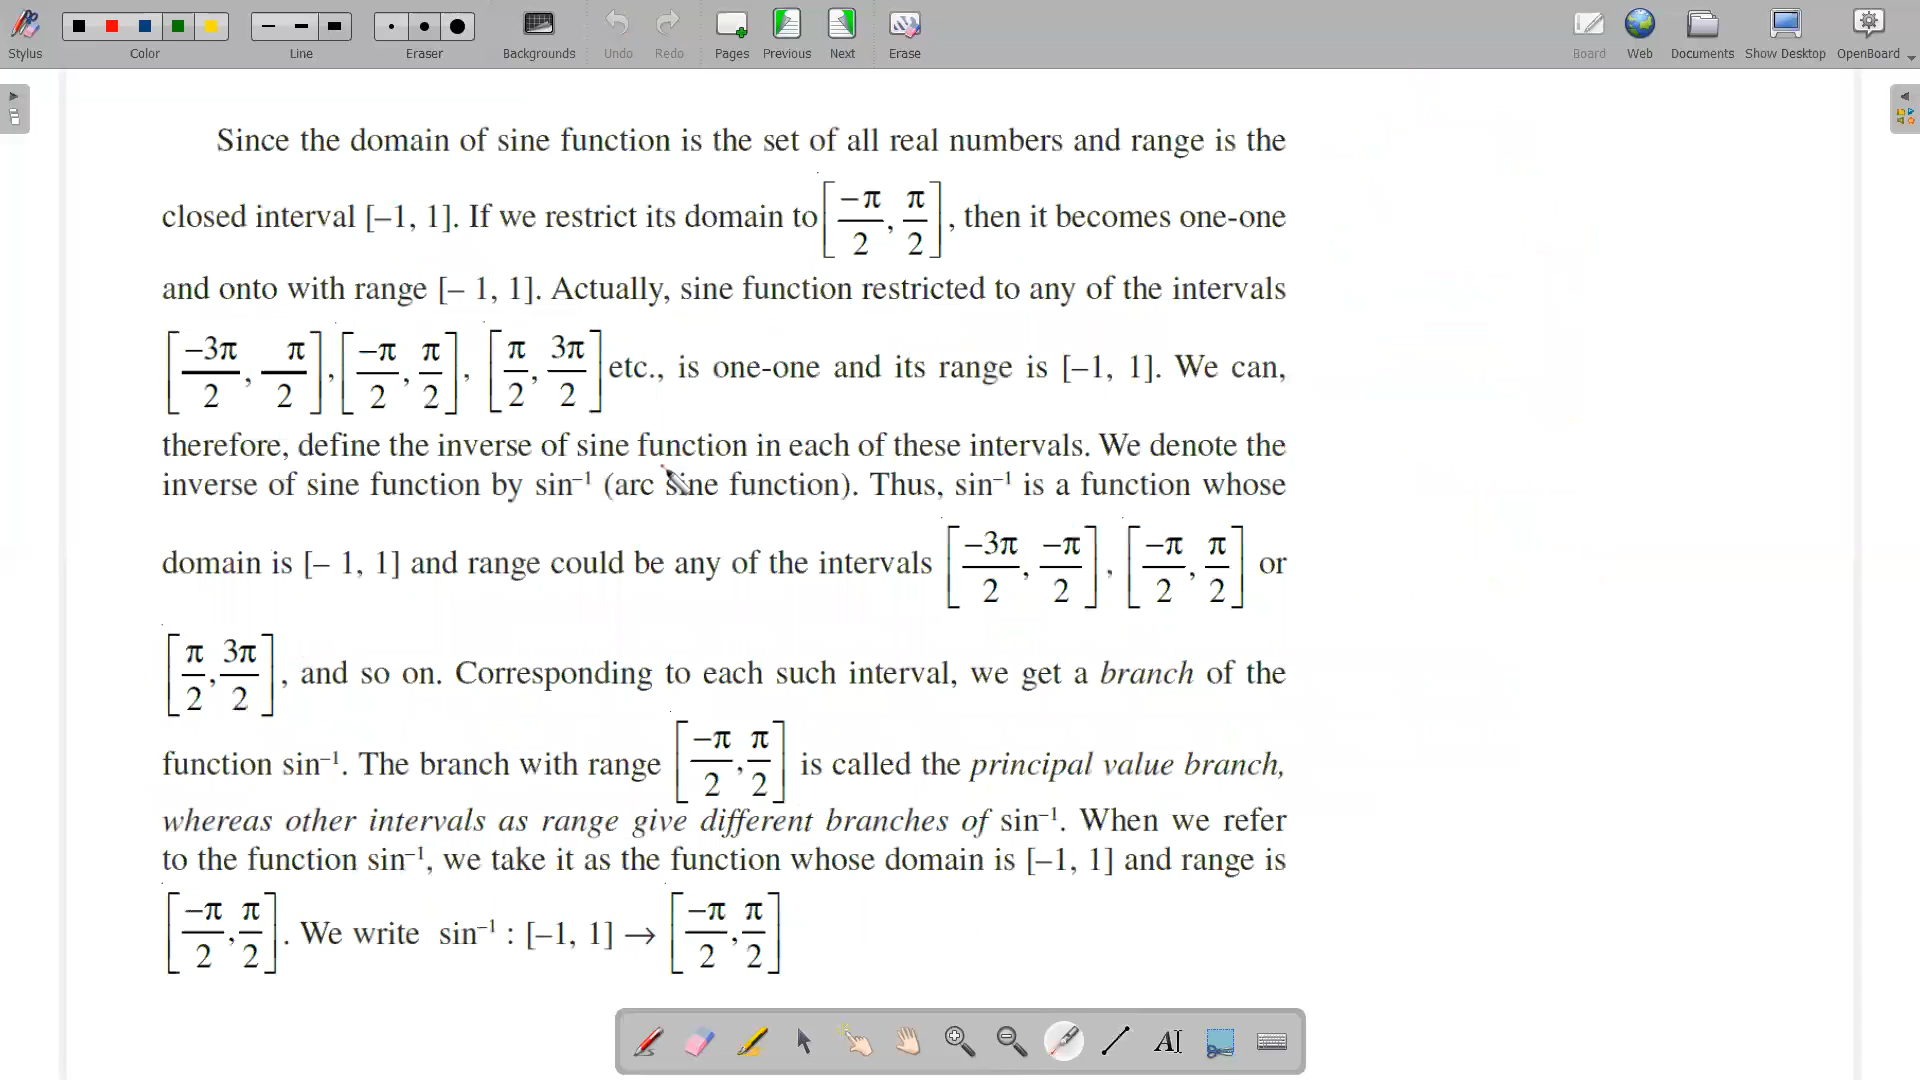 Stylus Color Line Eraser Backgrounds Undo Redo Pages Previous Next Erase Board Web Documents Show Desktop OpenBoard
Since the domain of sine function is the set of all real numbers and range is the
closed interval [–1, 1]. If we restrict its domain to [−π/2, π/2], then it becomes one-one
and onto with range [– 1, 1]. Actually, sine function restricted to any of the intervals
[−3π/2, π/2], [−π/2, π/2], [π/2, 3π/2] etc., is one-one and its range is [–1, 1]. We can,
therefore, define the inverse of sine function in each of these intervals. We denote the
inverse of sine function by sin⁻¹ (arc sine function). Thus, sin⁻¹ is a function whose
domain is [– 1, 1] and range could be any of the intervals [−3π/2, −π/2], [−π/2, π/2] or
[π/2, 3π/2], and so on. Corresponding to each such interval, we get a branch of the
function sin⁻¹. The branch with range [−π/2, π/2] is called the principal value branch,
whereas other intervals as range give different branches of sin⁻¹. When we refer
to the function sin⁻¹, we take it as the function whose domain is [–1, 1] and range is
[−π/2, π/2]. We write sin⁻¹ : [–1, 1] → [−π/2, π/2]